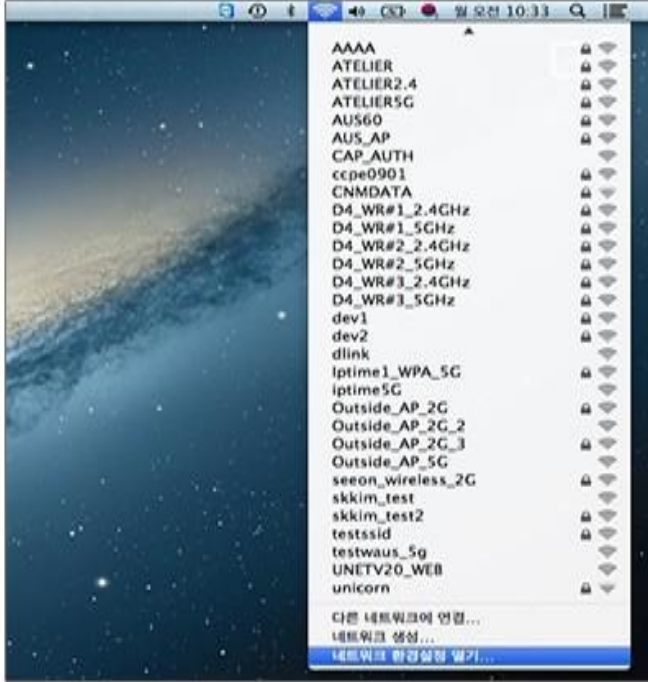 월 오전 10:33
AAAA
ATELIER
ATELIER2.4
ATELIER5G
AUS60
AUS_AP
CAP_AUTH
ccpe0901
CNMDATA
D4_WR#1_2.4GHz
D4_WR#1_5GHz
D4_WR#2_2.4GHz
D4_WR#2_5GHz
D4_WR#3_2.4GHz
D4_WR#3_5GHz
dev1
dev2
dlink
Iptime1_WPA_5G
iptime5G
Outside_AP_2G
Outside_AP_2G_2
Outside_AP_2G_3
Outside_AP_5G
seeon_wireless_2G
skkim_test
skkim_test2
testssid
testwaus_5g
UNETV20_WEB
unicorn
다른 네트워크에 연결...
네트워크 생성...
네트워크 환경설정 열기...